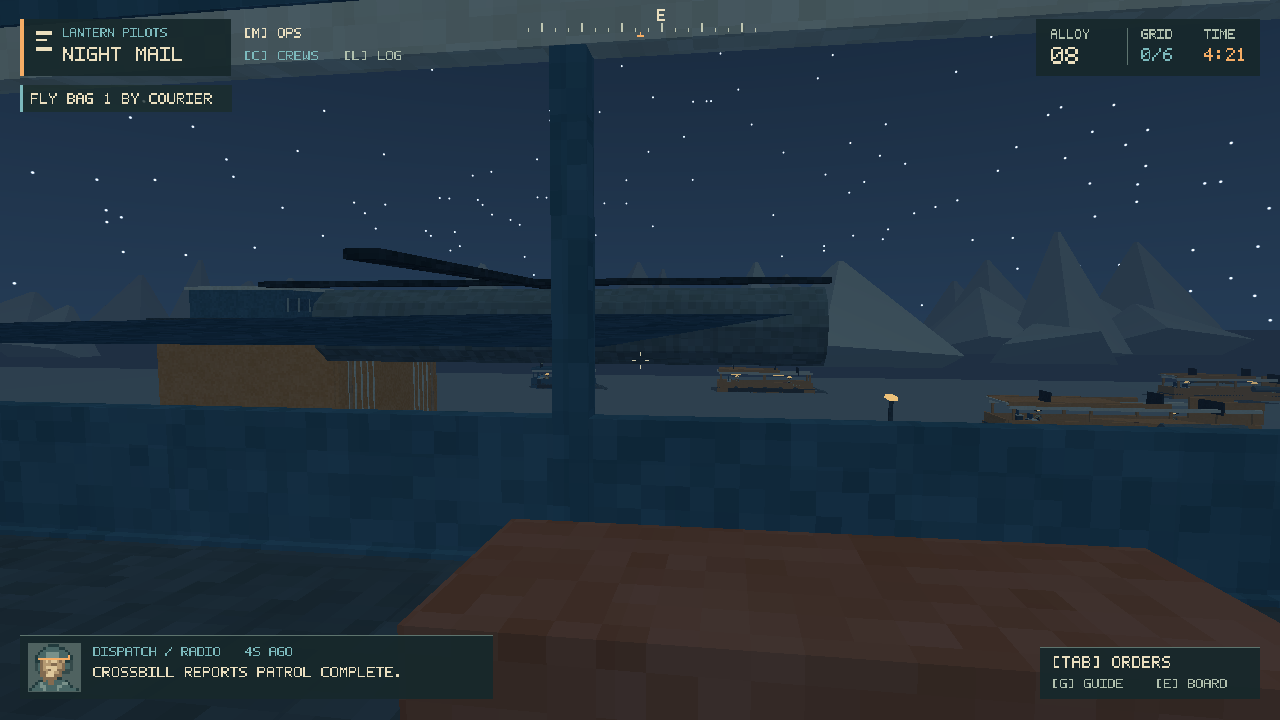 LANTERN PILOTS
NIGHT MAIL
[M] OPS
[C] CREWS [L] LOG
FLY BAG 1 BY COURIER
E
ALLOY
08
GRID
0/6
TIME
4:21
DISPATCH / RADIO 4S AGO
CROSSBILL REPORTS PATROL COMPLETE.
[TAB] ORDERS
[G] GUIDE [E] BOARD